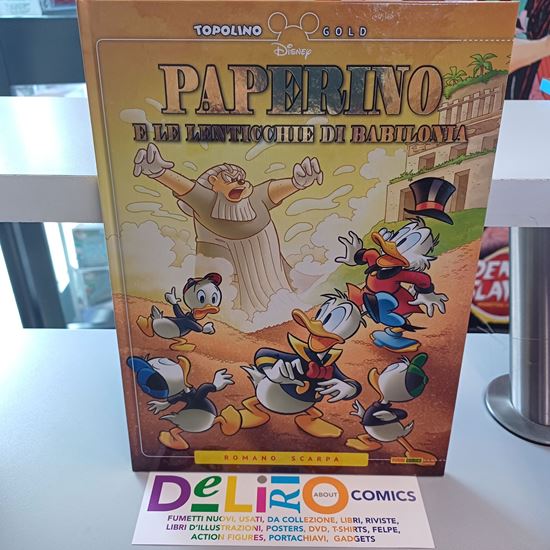 TOPOLINO GOLD
Disney
PAPERINO
E LE LENTICCHIE DI BABILONIA
ROMANO SCARPA
PANINI COMICS
DeLiRiO ABOUT COMICS
FUMETTI NUOVI, USATI, DA COLLEZIONE, LIBRI, RIVISTE,
LIBRI D'ILLUSTRAZIONI, POSTERS, DVD, T-SHIRTS, FELPE,
ACTION FIGURES, PORTACHIAVI, GADGETS